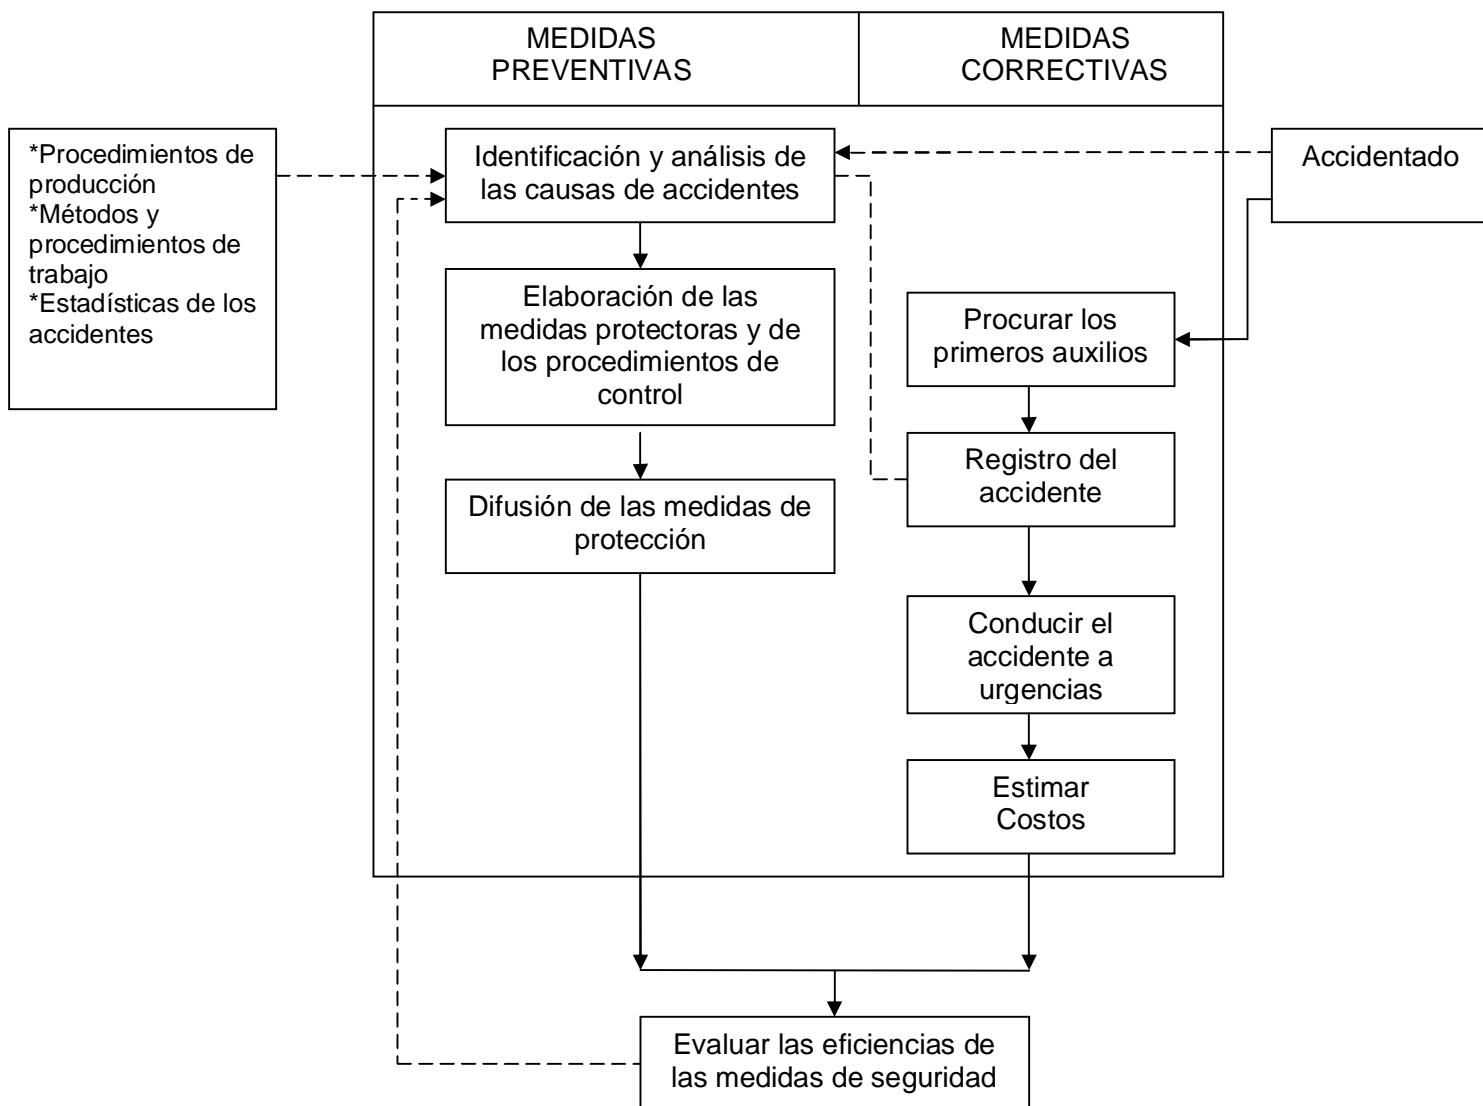 MEDIDAS
PREVENTIVAS
MEDIDAS
CORRECTIVAS
*Procedimientos de
producción
*Métodos y
procedimientos de
trabajo
*Estadísticas de los
accidentes
Identificación y análisis de
las causas de accidentes
Accidentado
Elaboración de las
medidas protectoras y de
los procedimientos de
control
Procurar los
primeros auxilios
Registro del
accidente
Difusión de las medidas de
protección
Conducir el
accidente a
urgencias
Estimar
Costos
Evaluar las eficiencias de
las medidas de seguridad